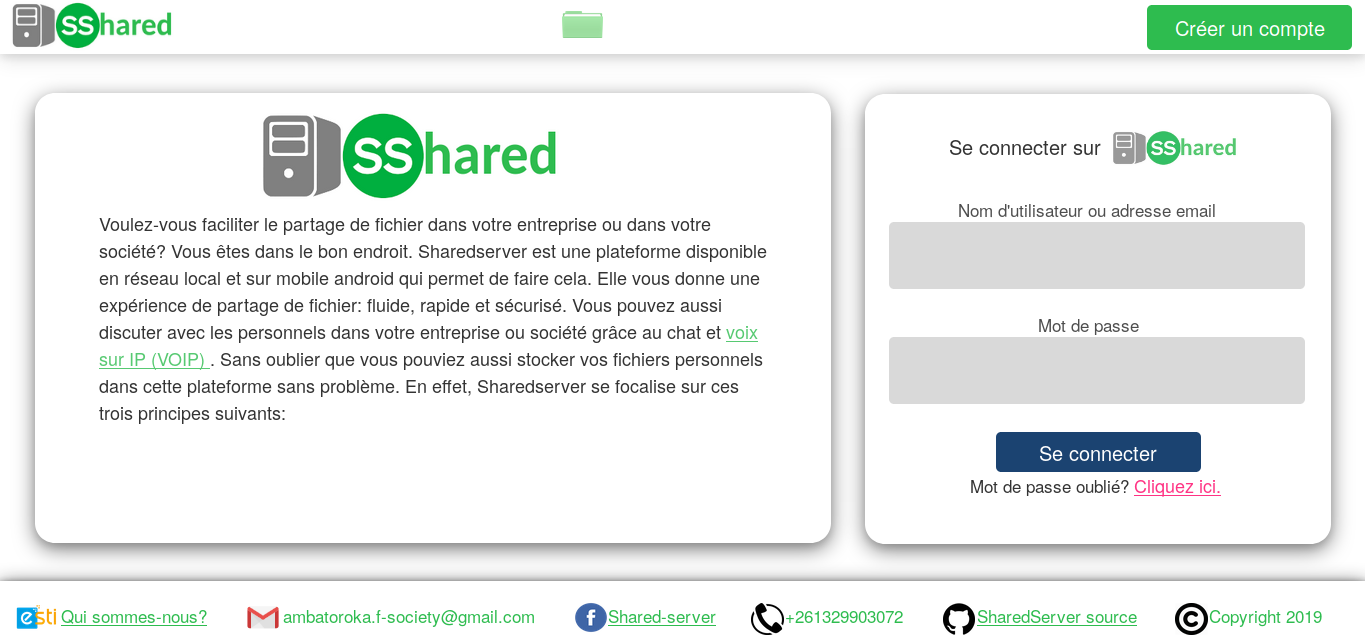 SShared
Créer un compte
SShared
Voulez-vous faciliter le partage de fichier dans votre entreprise ou dans votre
société? Vous êtes dans le bon endroit. Sharedserver est une plateforme disponible
en réseau local et sur mobile android qui permet de faire cela. Elle vous donne une
expérience de partage de fichier: fluide, rapide et sécurisé. Vous pouvez aussi
discuter avec les personnels dans votre entreprise ou société grâce au chat et voix
sur IP (VOIP) . Sans oublier que vous pouviez aussi stocker vos fichiers personnels
dans cette plateforme sans problème. En effet, Sharedserver se focalise sur ces
trois principes suivants:
Se connecter sur SShared
Nom d'utilisateur ou adresse email
Mot de passe
Se connecter
Mot de passe oublié? Cliquez ici.
esti Qui sommes-nous? ambatoroka.f-society@gmail.com Shared-server +261329903072 SharedServer source Copyright 2019